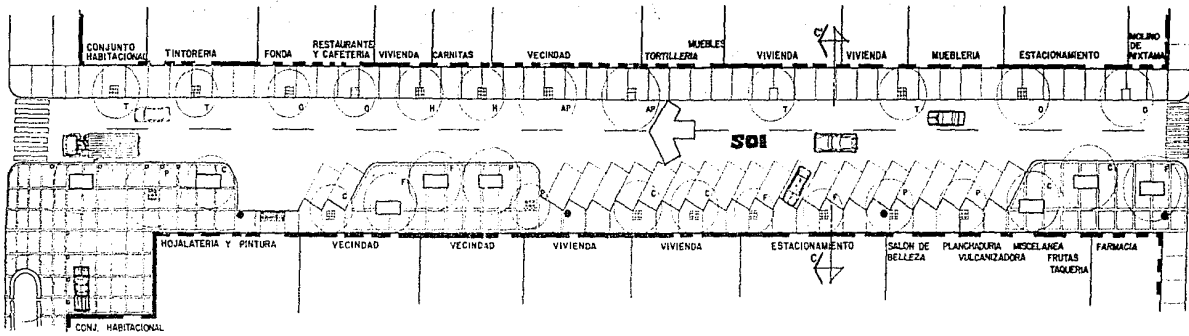 CONJUNTO
HABITACIONAL
TINTORERIA
FONDA
RESTAURANTE
Y CAFETERIA
VIVIENDA
CARNITAS
VECINDAD
TORTILLERIA
MUEBLES
VIVIENDA
C'
VIVIENDA
MUEBLERIA
ESTACIONAMIENTO
MOLINO
DE
NIXTAMAL
T T O O H H AP AP T T O O
SOL
P P P P C C F F P P C C F P P C C P
HOJALATERIA Y PINTURA
VECINDAD
VECINDAD
VIVIENDA
VIVIENDA
ESTACIONAMIENTO
C
SALON DE
BELLEZA
PLANCHADURIA
VULCANIZADORA
MISCELANEA
FRUTAS
TAQUERIA
FARMACIA
CONJ. HABITACIONAL